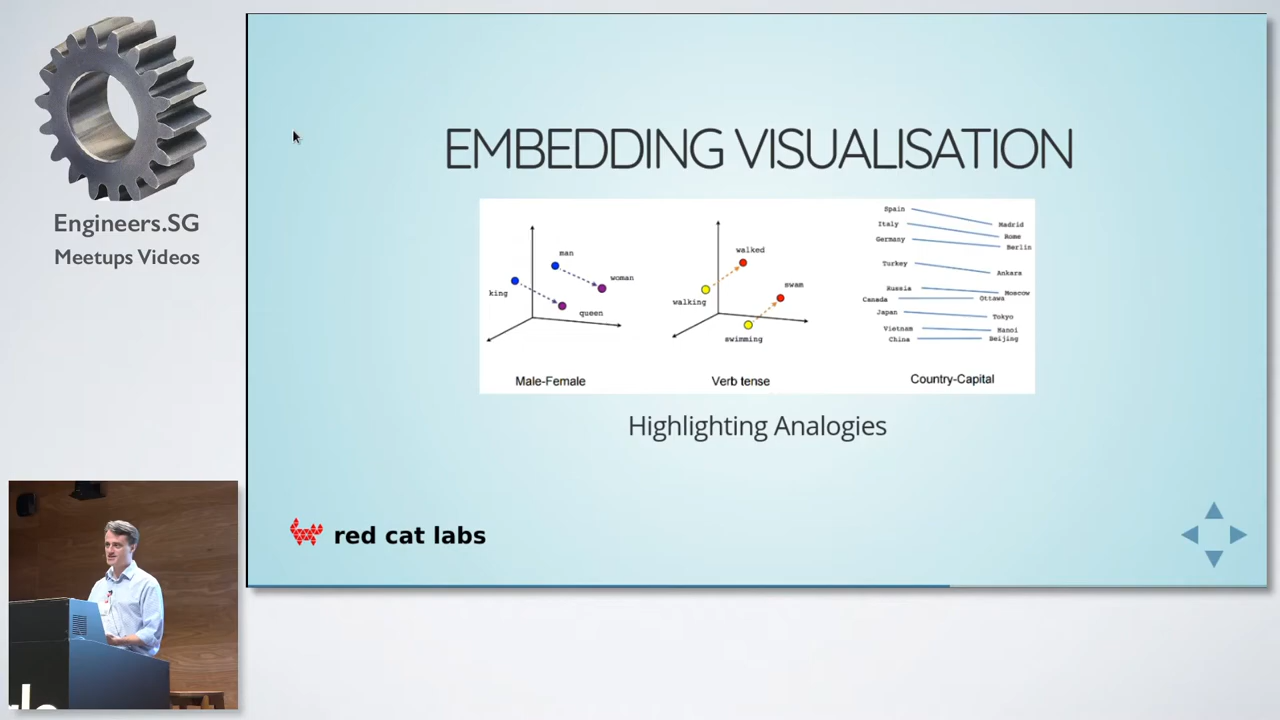 Engineers.SG
Meetups Videos
EMBEDDING VISUALISATION
man
woman
king
queen
Male-Female
walked
swam
walking
swimming
Verb tense
Spain
Madrid
Italy
Rome
Germany
Berlin
Turkey
Ankara
Russia
Moscow
Canada
Ottawa
Japan
Tokyo
Vietnam
Hanoi
China
Beijing
Country-Capital
Highlighting Analogies
red cat labs